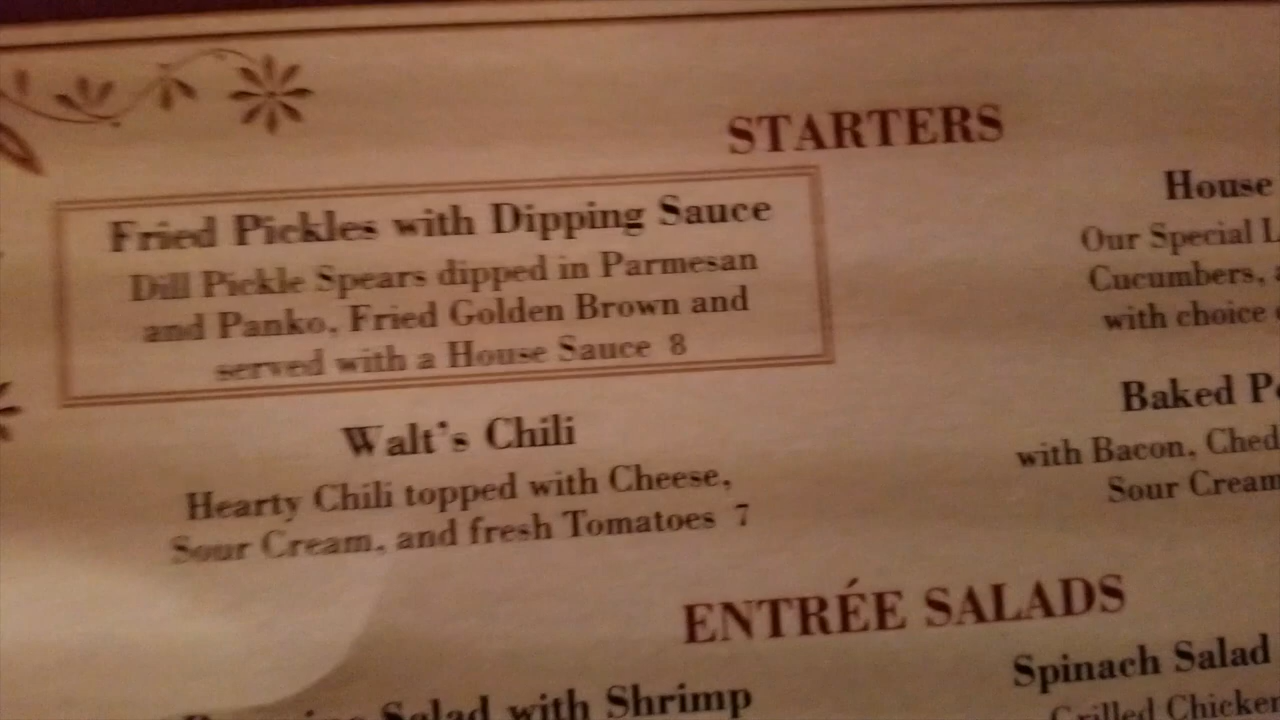 STARTERS
Fried Pickles with Dipping Sauce
Dill Pickle Spears dipped in Parmesan
and Panko, Fried Golden Brown and
served with a House Sauce 8
Walt's Chili
Hearty Chili topped with Cheese,
Sour Cream, and fresh Tomatoes 7
House
Our Special
Cucumbers,
with choice
Baked
with Bacon,
Sour Cream
ENTRÉE SALADS
Salad with Shrimp
Spinach Salad
Grilled Chicken